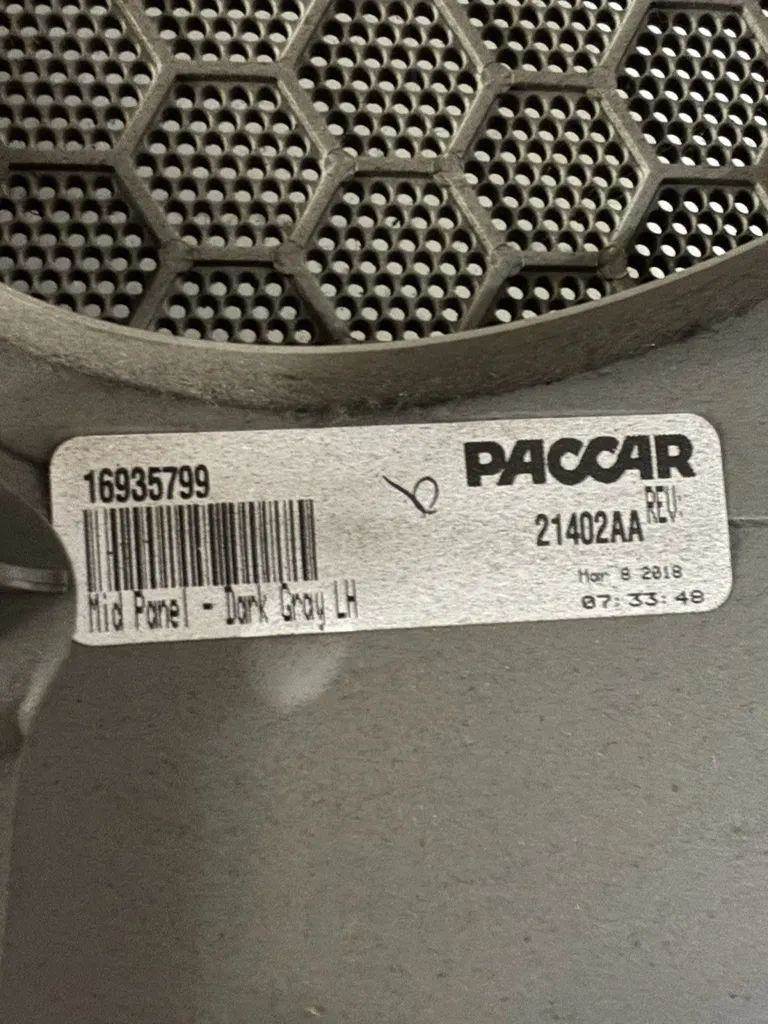 16935799
PACCAR
21402AA REV.
Mar 8 2018
07:33:48
Mid Panel - Dark Gray LH